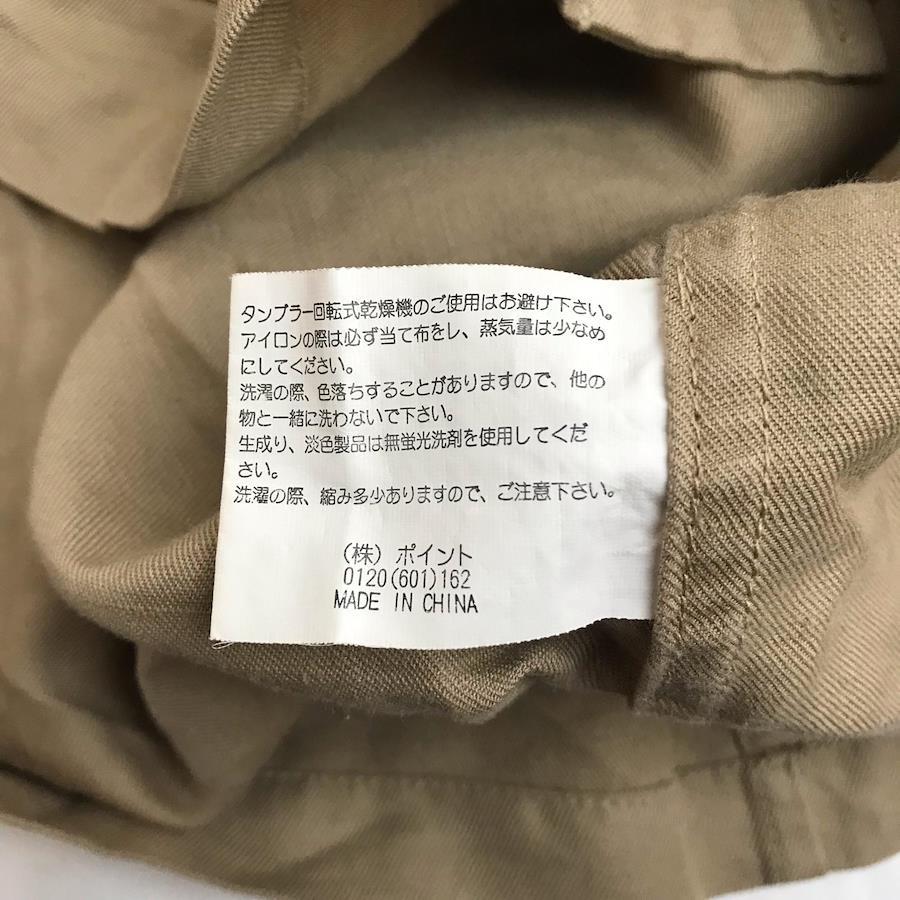 タンブラー回転式乾燥機のご使用はお避け下さい。
アイロンの際は必ず当て布をし、蒸気量は少なめ
にしてください。
洗濯の際、色落ちすることがありますので、他の
物と一緒に洗わないで下さい。
生成り、淡色製品は無蛍光洗剤を使用してくだ
さい。
洗濯の際、縮み多少ありますので、ご注意下さい。
(株) ポイント
0120(601)162
MADE IN CHINA